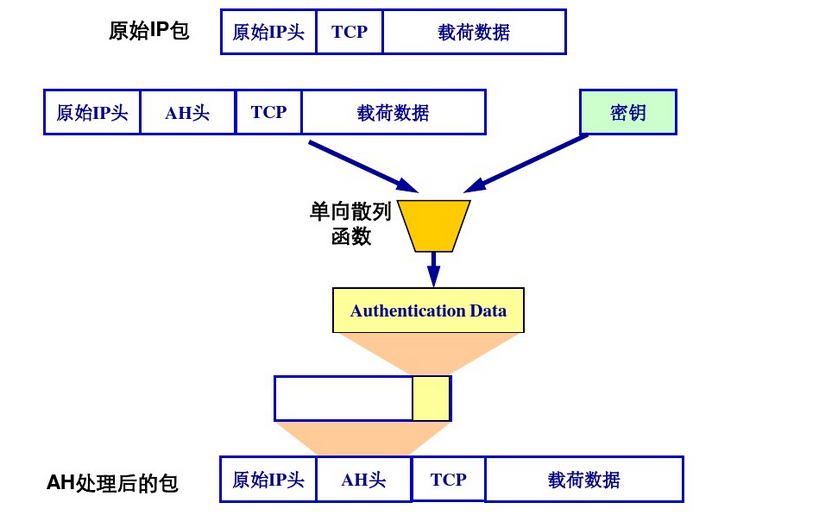 原始IP包
原始IP头 TCP 载荷数据
原始IP头 AH头 TCP 载荷数据 密钥
单向散列
函数
Authentication Data
AH处理后的包
原始IP头 AH头 TCP 载荷数据